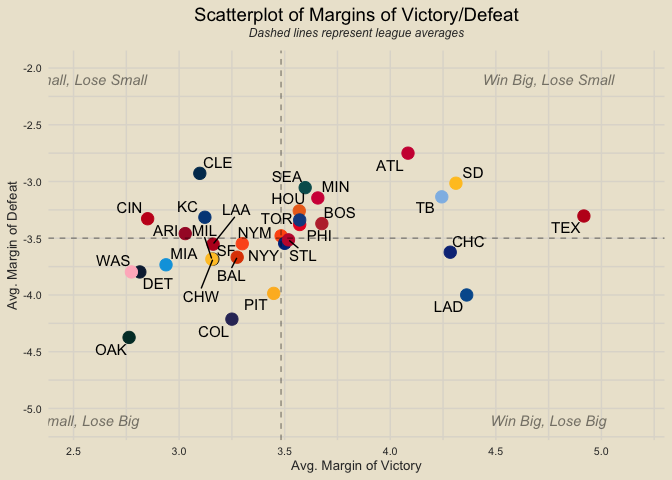 Scatterplot of Margins of Victory/Defeat
Dashed lines represent league averages
-2.0
Lose Small
Win Big, Lose Small
-2.5
ATL
CLE
SD
-3.0
SEA
MIN
TB
CIN
KC
LAA
HOU
BOS
TEX
TOR
ARI
MIL
NYM
PHI
-3.5
CHC
SF
MIA
NYY
STL
WAS
BAL
DET
CHW
-4.0
PIT
LAD
COL
OAK
-4.5
-5.0
Lose Big
Win Big, Lose Big
2.5
3.0
3.5
4.0
4.5
5.0
Avg. Margin of Victory
Avg. Margin of Defeat